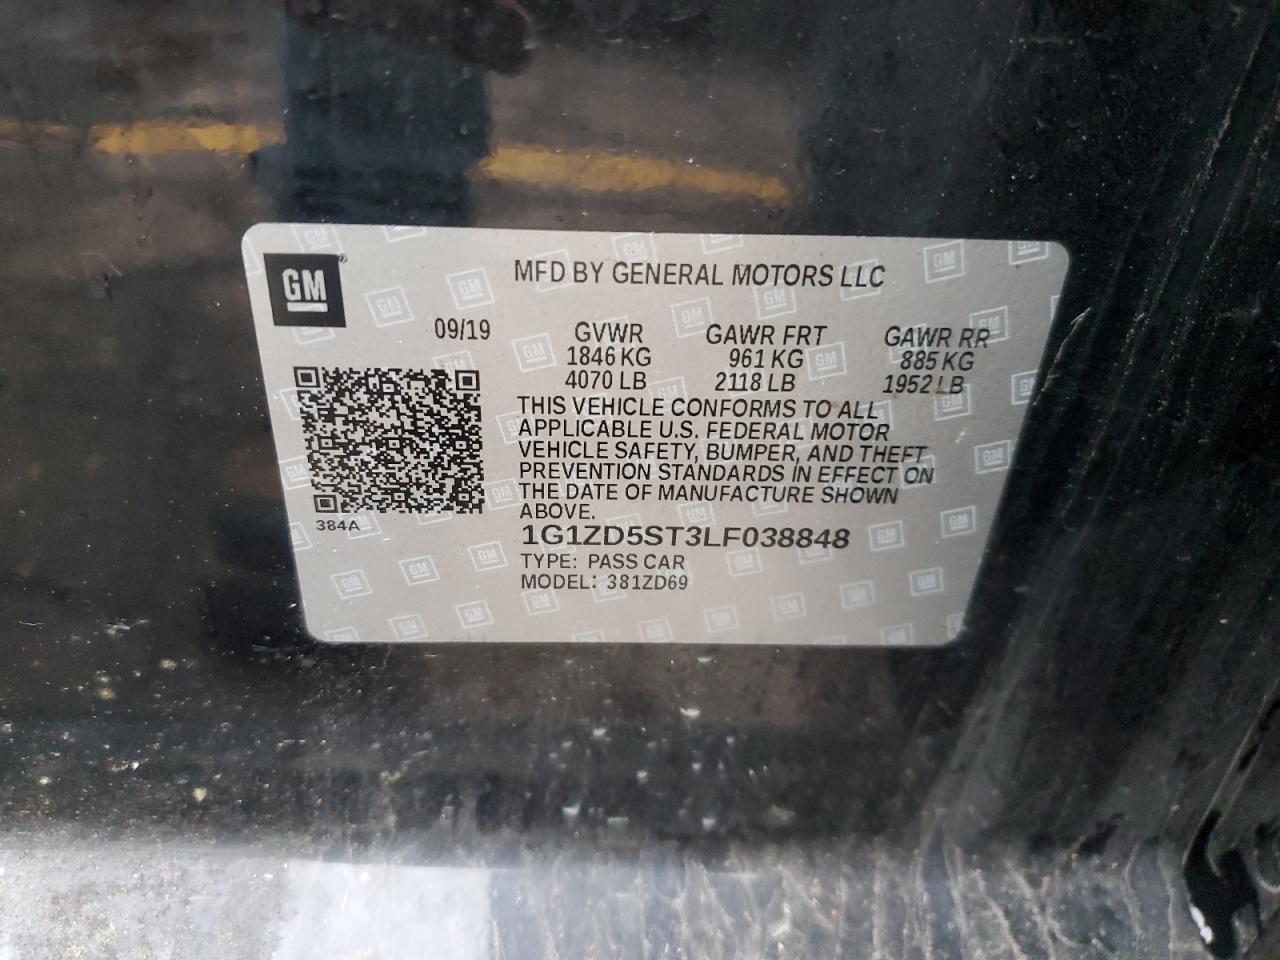 GM®
MFD BY GENERAL MOTORS LLC
09/19 GVWR GAWR FRT GAWR RR
1846 KG 961 KG 885 KG
4070 LB 2118 LB 1952 LB
THIS VEHICLE CONFORMS TO ALL
APPLICABLE U.S. FEDERAL MOTOR
VEHICLE SAFETY, BUMPER, AND THEFT
PREVENTION STANDARDS IN EFFECT ON
THE DATE OF MANUFACTURE SHOWN
ABOVE.
384A
1G1ZD5ST3LF038848
TYPE: PASS CAR
MODEL: 381ZD69